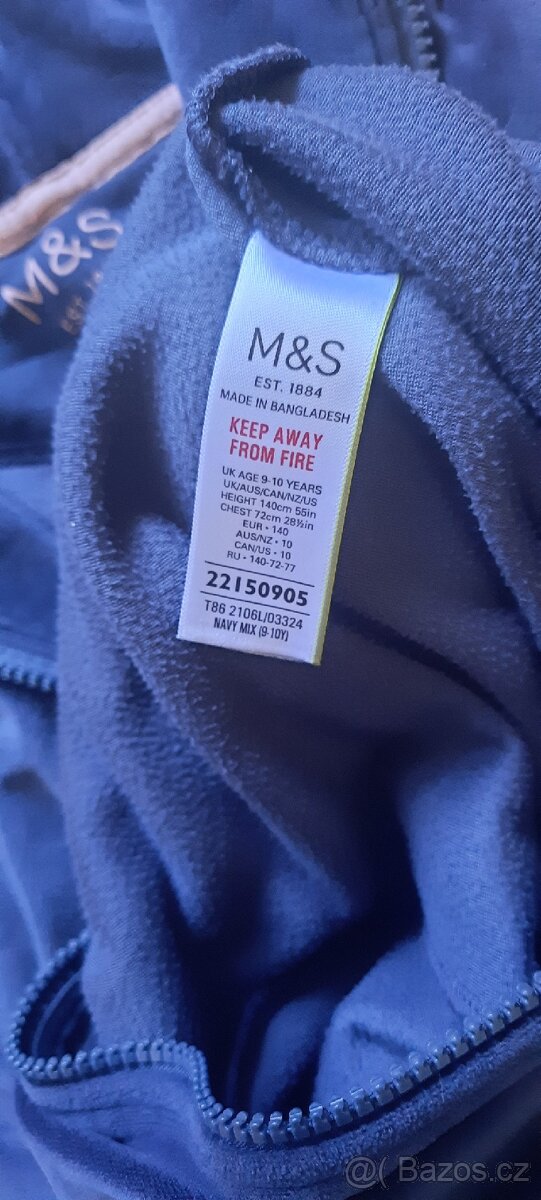 M&S
EST. 1
M&S
EST. 1884
MADE IN BANGLADESH
KEEP AWAY
FROM FIRE
UK AGE 9-10 YEARS
UK/AUS/CAN/NZ/US
HEIGHT 140cm 55in
CHEST 72cm 28½in
EUR • 140
AUS/NZ • 10
CAN/US • 10
RU • 140-72-77
22150905
T86 2106L/03324
NAVY MIX (9-10Y)
Bazos.cz